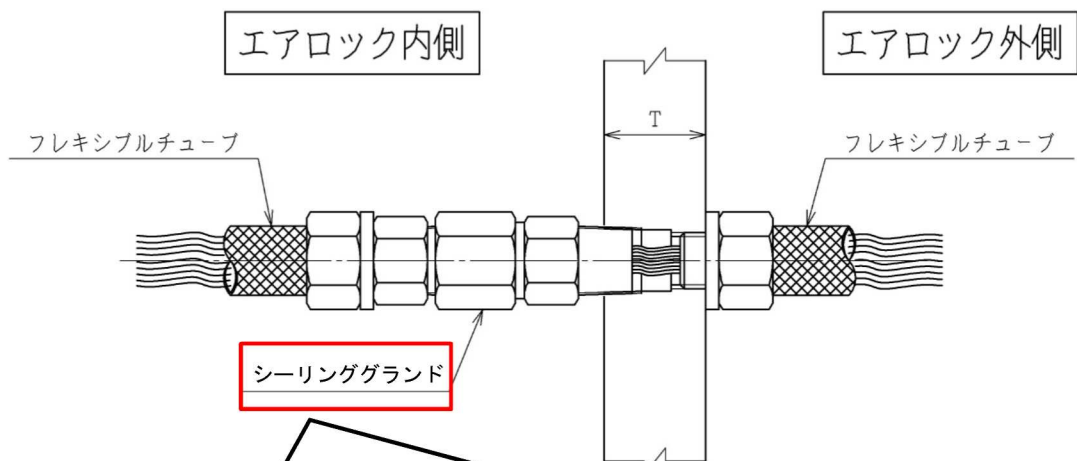 エアロック内側
エアロック外側
T
フレキシブルチューブ
フレキシブルチューブ
シーリンググランド